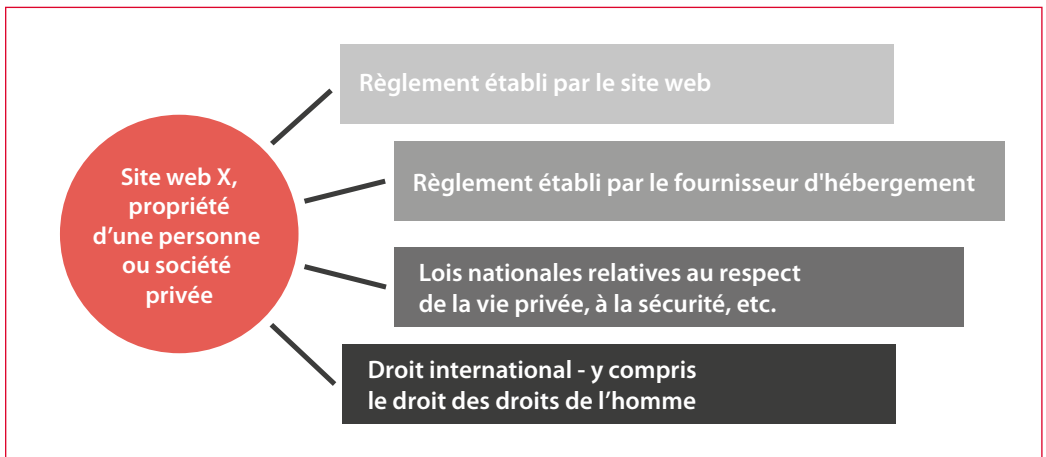 Règlement établi par le site web
Site web X,
propriété
d’une personne
ou société
privée
Règlement établi par le fournisseur d'hébergement
Lois nationales relatives au respect
de la vie privée, à la sécurité, etc.
Droit international - y compris
le droit des droits de l’homme